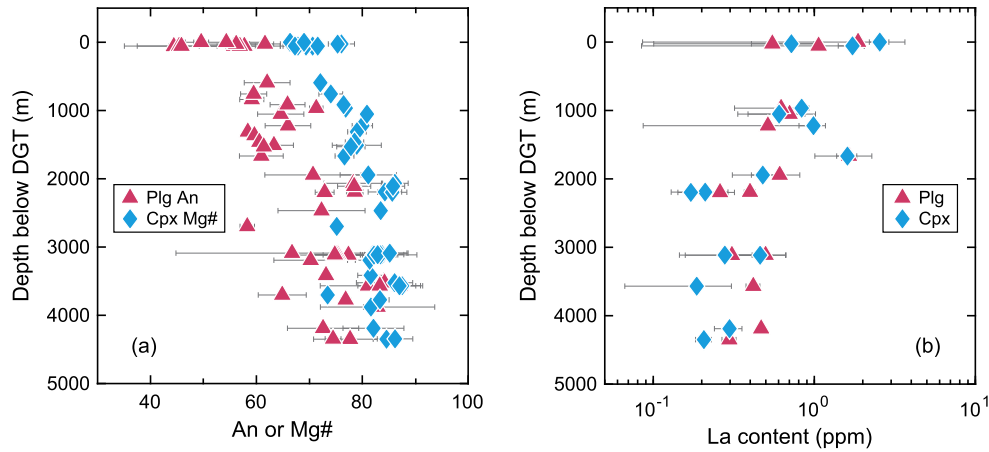 0
1000
2000
3000
4000
5000
Depth below DGT (m)
40
60
80
100
An or Mg#
Plg An
Cpx Mg#
(a)
0
1000
2000
3000
4000
5000
Depth below DGT (m)
10-1
100
101
La content (ppm)
Plg
Cpx
(b)